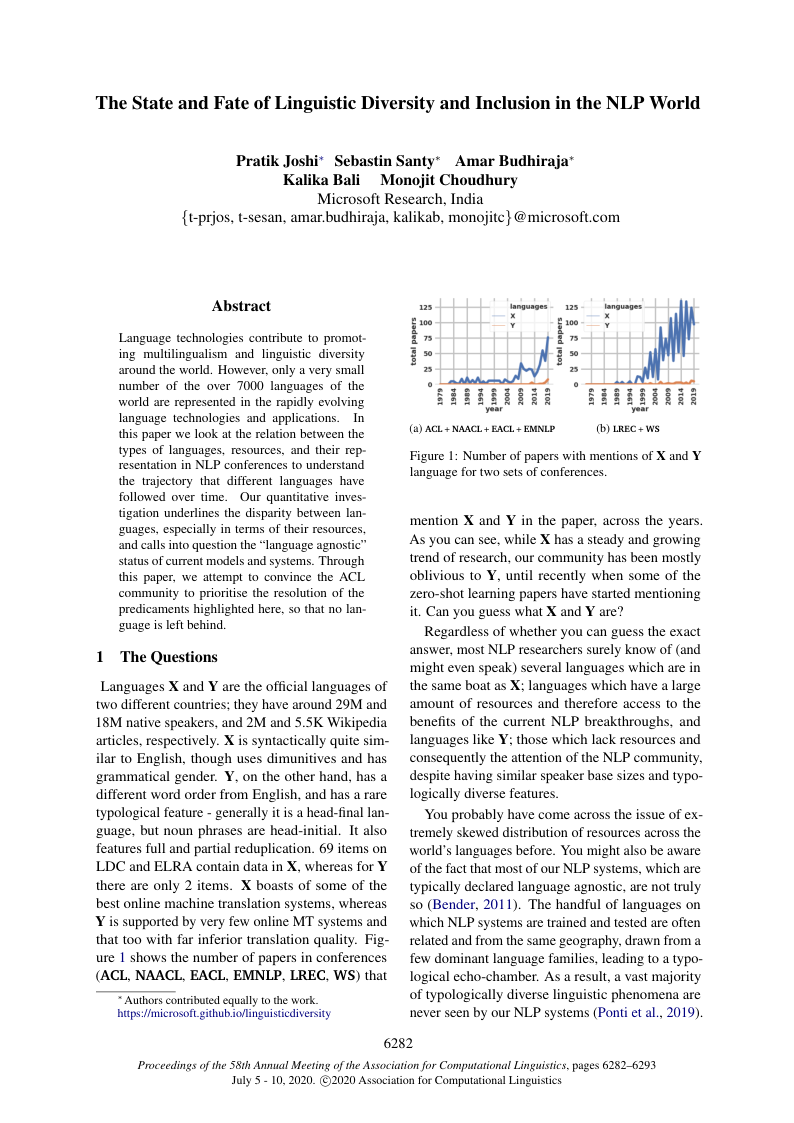 The State and Fate of Linguistic Diversity and Inclusion in the NLP World
Pratik Joshi* Sebastin Santy* Amar Budhiraja*
Kalika Bali Monojit Choudhury
Microsoft Research, India
{t-prjos, t-sesan, amar.budhiraja, kalikab, monojitc}@microsoft.com
Abstract
Language technologies contribute to promot-
ing multilingualism and linguistic diversity
around the world. However, only a very small
number of the over 7000 languages of the
world are represented in the rapidly evolving
language technologies and applications. In
this paper we look at the relation between the
types of languages, resources, and their rep-
resentation in NLP conferences to understand
the trajectory that different languages have
followed over time. Our quantitative inves-
tigation underlines the disparity between lan-
guages, especially in terms of their resources,
and calls into question the “language agnostic”
status of current models and systems. Through
this paper, we attempt to convince the ACL
community to prioritise the resolution of the
predicaments highlighted here, so that no lan-
guage is left behind.
1 The Questions
Languages X and Y are the official languages of
two different countries; they have around 29M and
18M native speakers, and 2M and 5.5K Wikipedia
articles, respectively. X is syntactically quite sim-
ilar to English, though uses dimunitives and has
grammatical gender. Y, on the other hand, has a
different word order from English, and has a rare
typological feature - generally it is a head-final lan-
guage, but noun phrases are head-initial. It also
features full and partial reduplication. 69 items on
LDC and ELRA contain data in X, whereas for Y
there are only 2 items. X boasts of some of the
best online machine translation systems, whereas
Y is supported by very few online MT systems and
that too with far inferior translation quality. Fig-
ure 1 shows the number of papers in conferences
(ACL, NAACL, EACL, EMNLP, LREC, WS) that
* Authors contributed equally to the work.
https://microsoft.github.io/linguisticdiversity
total papers
125
100
75
50
25
0
languages
X
Y
1979 1984 1989 1994 1999 2004 2009 2014 2019
year
total papers
125
100
75
50
25
0
languages
X
Y
1979 1984 1989 1994 1999 2004 2009 2014 2019
year
(a) ACL + NAACL + EACL + EMNLP (b) LREC + WS
Figure 1: Number of papers with mentions of X and Y
language for two sets of conferences.
mention X and Y in the paper, across the years.
As you can see, while X has a steady and growing
trend of research, our community has been mostly
oblivious to Y, until recently when some of the
zero-shot learning papers have started mentioning
it. Can you guess what X and Y are?
Regardless of whether you can guess the exact
answer, most NLP researchers surely know of (and
might even speak) several languages which are in
the same boat as X; languages which have a large
amount of resources and therefore access to the
benefits of the current NLP breakthroughs, and
languages like Y; those which lack resources and
consequently the attention of the NLP community,
despite having similar speaker base sizes and typo-
logically diverse features.
You probably have come across the issue of ex-
tremely skewed distribution of resources across the
world’s languages before. You might also be aware
of the fact that most of our NLP systems, which are
typically declared language agnostic, are not truly
so (Bender, 2011). The handful of languages on
which NLP systems are trained and tested are often
related and from the same geography, drawn from a
few dominant language families, leading to a typo-
logical echo-chamber. As a result, a vast majority
of typologically diverse linguistic phenomena are
never seen by our NLP systems (Ponti et al., 2019).
6282
Proceedings of the 58th Annual Meeting of the Association for Computational Linguistics, pages 6282–6293
July 5 - 10, 2020. ©2020 Association for Computational Linguistics